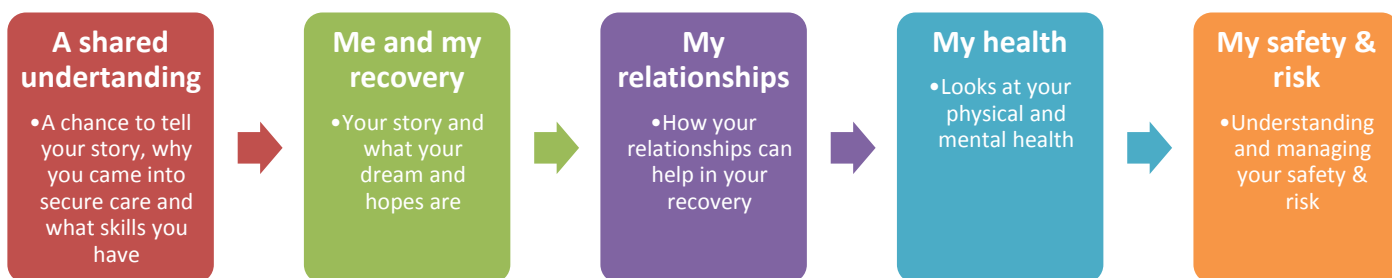 A shared
undertanding
•A chance to tell
your story, why
you came into
secure care and
what skills you
have
Me and my
recovery
•Your story and
what your
dream and
hopes are
My
relationships
•How your
relationships can
help in your
recovery
My health
•Looks at your
physical and
mental health
My safety &
risk
•Understanding
and managing
your safety &
risk